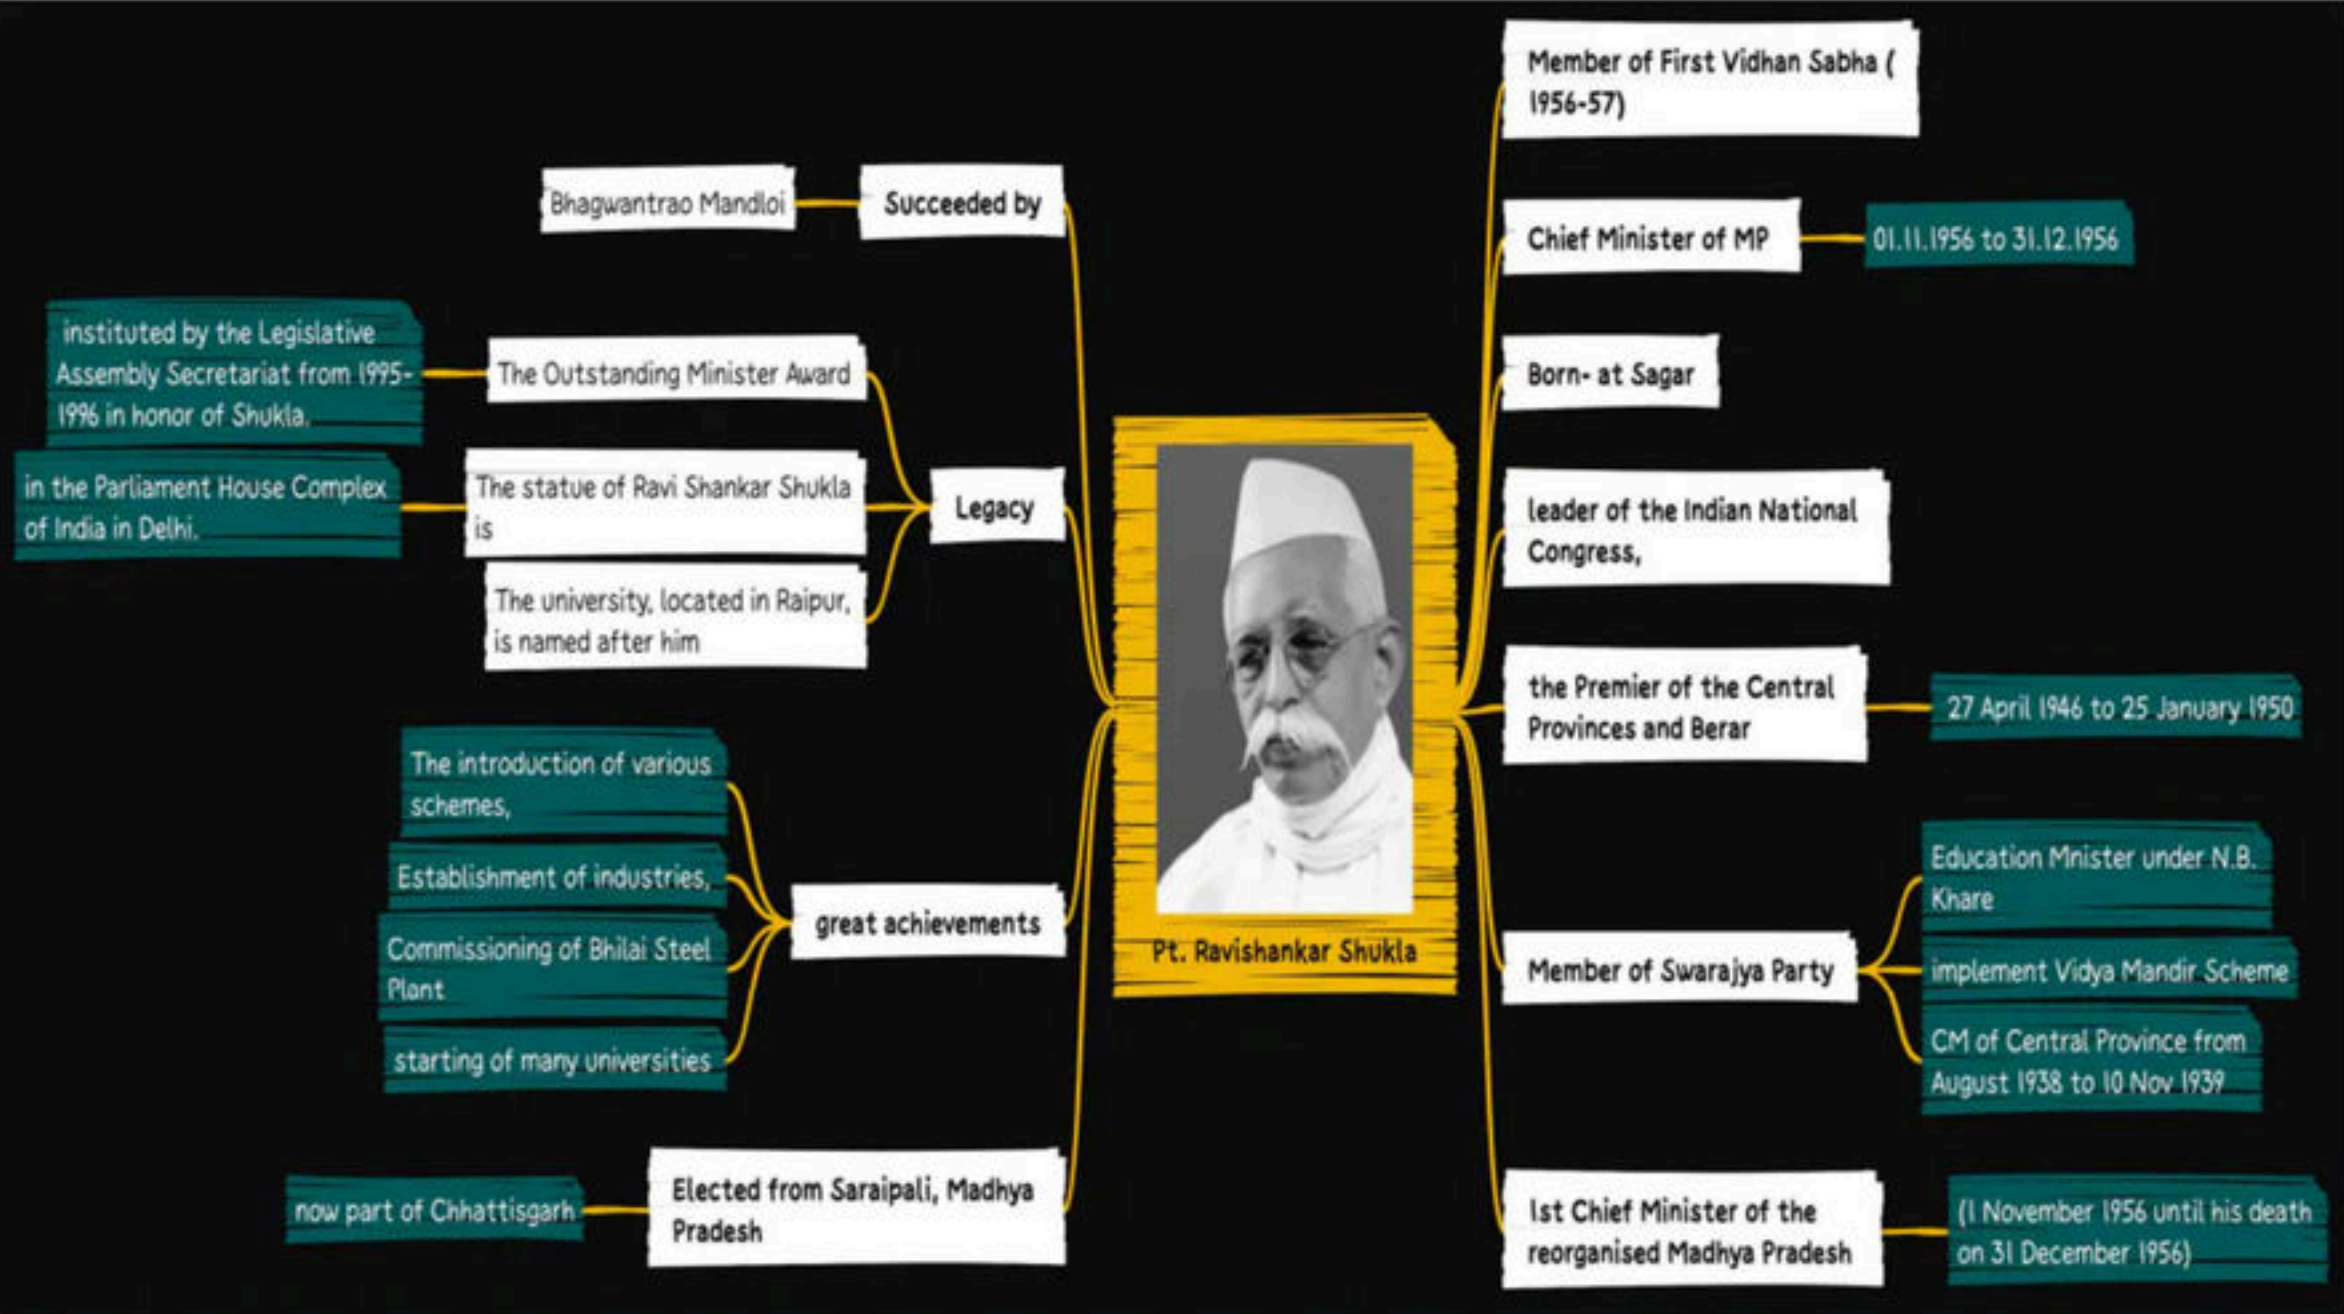 Member of First Vidhan Sabha (
1956-57)
Chief Minister of MP
01.11.1956 to 31.12.1956
Born- at Sagar
leader of the Indian National
Congress,
the Premier of the Central
Provinces and Berar
27 April 1946 to 25 January 1950
Member of Swarajya Party
Education Mnister under N.B.
Khare
implement Vidya Mandir Scheme
CM of Central Province from
August 1938 to 10 Nov 1939
1st Chief Minister of the
reorganised Madhya Pradesh
(1 November 1956 until his death
on 31 December 1956)
Pt. Ravishankar Shukla
Succeeded by
Bhagwantrao Mandloi
Legacy
The Outstanding Minister Award
instituted by the Legislative
Assembly Secretariat from 1995-
1996 in honor of Shukla.
The statue of Ravi Shankar Shukla
is
in the Parliament House Complex
of India in Delhi.
The university, located in Raipur,
is named after him
great achievements
The introduction of various
schemes,
Establishment of industries,
Commissioning of Bhilai Steel
Plant
starting of many universities
Elected from Saraipali, Madhya
Pradesh
now part of Chhattisgarh